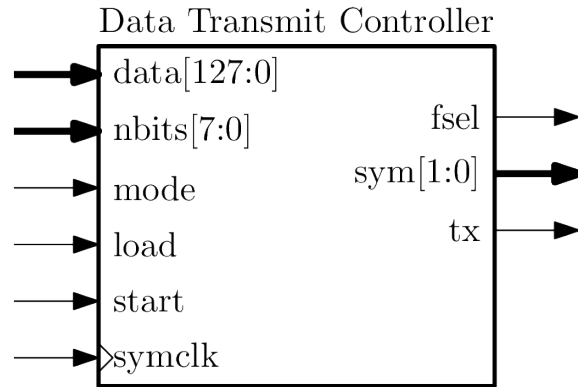 Data Transmit Controller
data[127:0]
nbits[7:0]
mode
load
start
symclk
fsel
sym[1:0]
tx